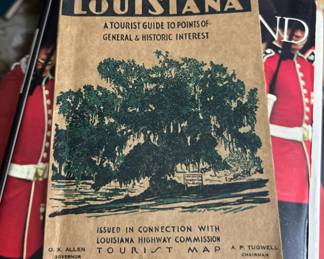 LOUISIANA
A TOURIST GUIDE TO POINTS OF
GENERAL & HISTORIC INTEREST
ISSUED IN CONNECTION WITH
LOUISIANA HIGHWAY COMMISSION
TOURIST MAP
O. K. ALLEN
GOVERNOR
A. P. TUGWELL
CHAIRMAN
ND